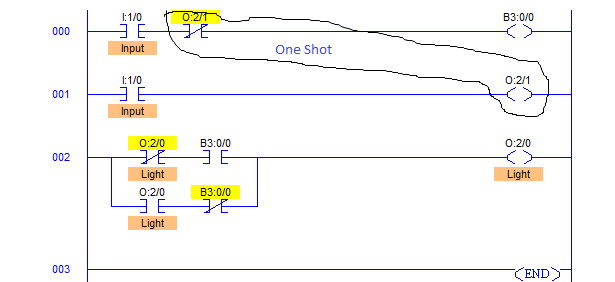 I:1/0 O:2/1 B3:0/0
000
Input
One Shot
I:1/0 O:2/1
001
Input
O:2/0 B3:0/0 O:2/0
002
Light Light
O:2/0 B3:0/0
Light
003 END